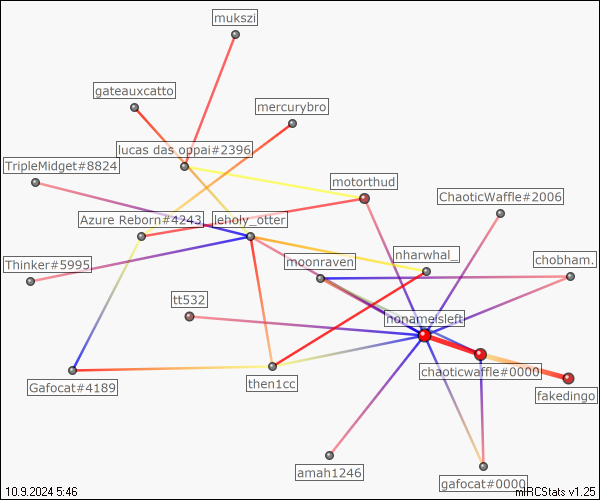 mukszi
gateauxcatto
mercurybro
lucas das oppai#2396
TripleMidget#8824
motorthud
ChaoticWaffle#2006
Azure Reborn#4243
leholy_otter
nharwhal_
moonraven
chobham.
Thinker#5995
tt532
nonameisleft
chaoticwaffle#0000
Gafocat#4189
then1cc
fakedingo
amah1246
gafocat#0000
10.9.2024 5:46
mIRCStats v1.25